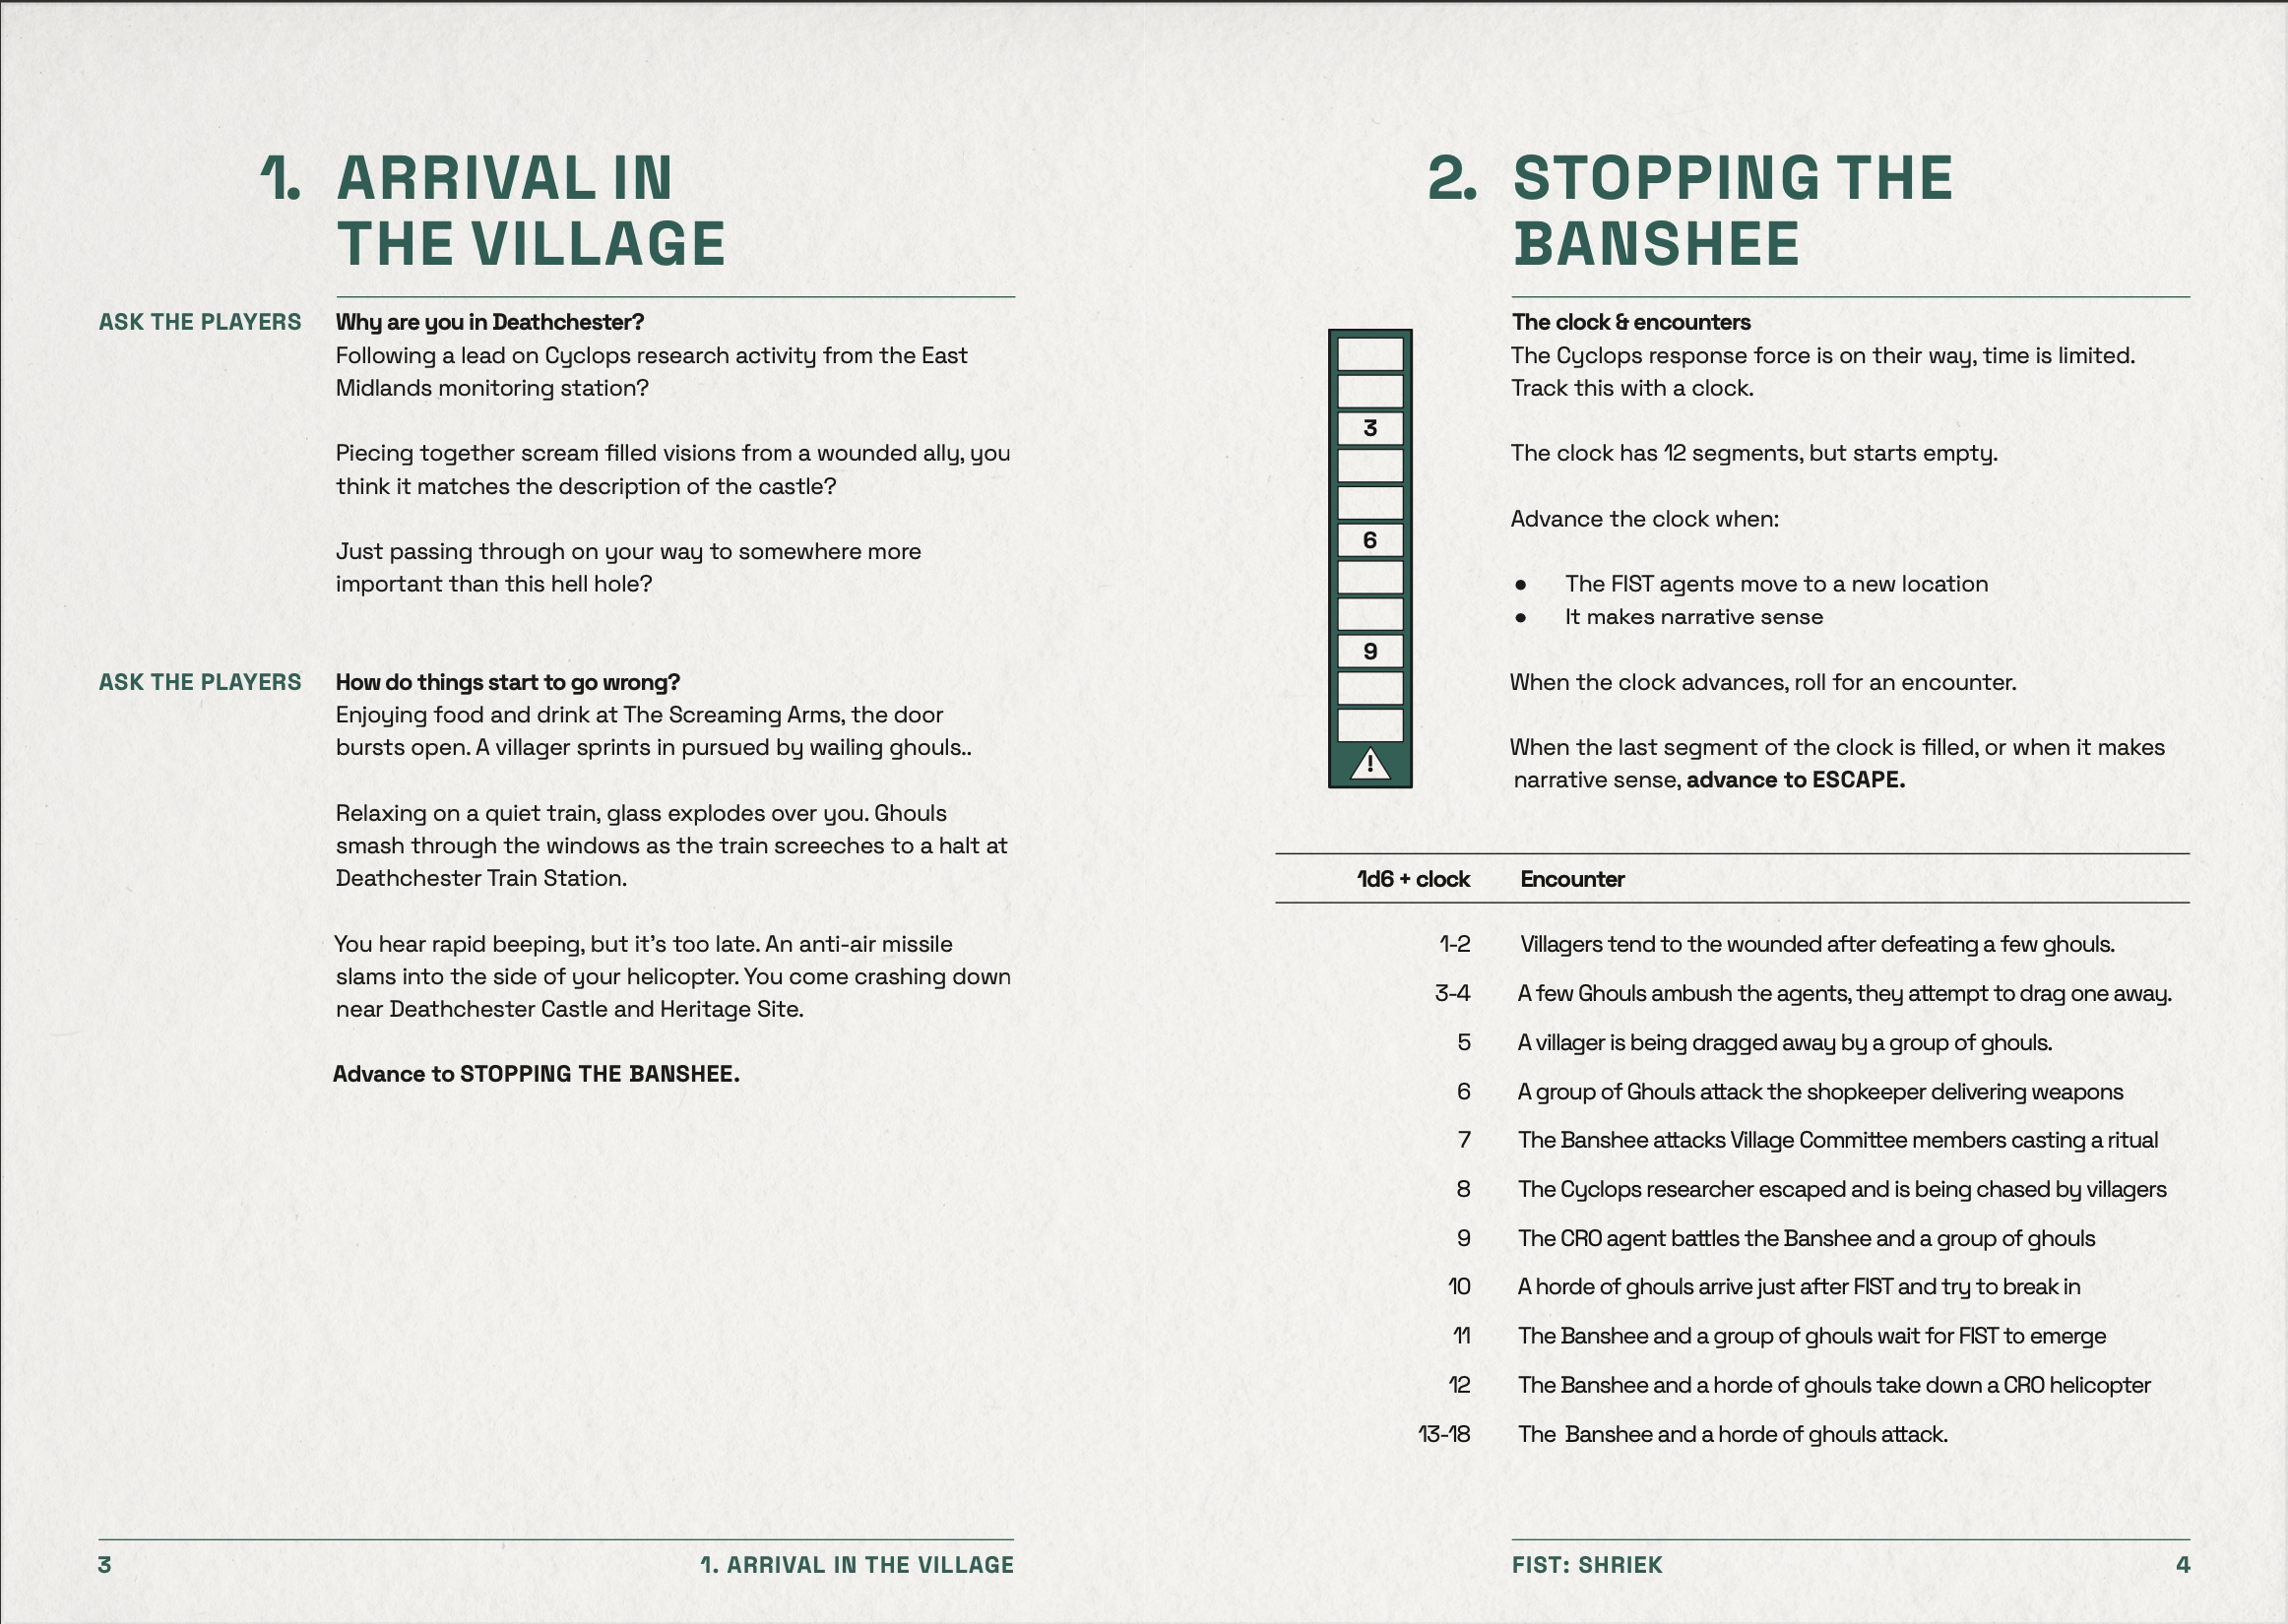 1. ARRIVAL IN
THE VILLAGE
ASK THE PLAYERS
Why are you in Deathchester?
Following a lead on Cyclops research activity from the East
Midlands monitoring station?
Piecing together scream filled visions from a wounded ally, you
think it matches the description of the castle?
Just passing through on your way to somewhere more
important than this hell hole?
ASK THE PLAYERS
How do things start to go wrong?
Enjoying food and drink at The Screaming Arms, the door
bursts open. A villager sprints in pursued by wailing ghouls..
Relaxing on a quiet train, glass explodes over you. Ghouls
smash through the windows as the train screeches to a halt at
Deathchester Train Station.
You hear rapid beeping, but it's too late. An anti-air missile
slams into the side of your helicopter. You come crashing down
near Deathchester Castle and Heritage Site.
Advance to STOPPING THE BANSHEE.
3
1. ARRIVAL IN THE VILLAGE
2. STOPPING THE
BANSHEE
3
6
9
!
The clock & encounters
The Cyclops response force is on their way, time is limited.
Track this with a clock.
The clock has 12 segments, but starts empty.
Advance the clock when:
● The FIST agents move to a new location
● It makes narrative sense
When the clock advances, roll for an encounter.
When the last segment of the clock is filled, or when it makes
narrative sense, advance to ESCAPE.
1d6 + clock Encounter
1-2 Villagers tend to the wounded after defeating a few ghouls.
3-4 A few Ghouls ambush the agents, they attempt to drag one away.
5 A villager is being dragged away by a group of ghouls.
6 A group of Ghouls attack the shopkeeper delivering weapons
7 The Banshee attacks Village Committee members casting a ritual
8 The Cyclops researcher escaped and is being chased by villagers
9 The CRO agent battles the Banshee and a group of ghouls
10 A horde of ghouls arrive just after FIST and try to break in
11 The Banshee and a group of ghouls wait for FIST to emerge
12 The Banshee and a horde of ghouls take down a CRO helicopter
13-18 The Banshee and a horde of ghouls attack.
FIST: SHRIEK
4